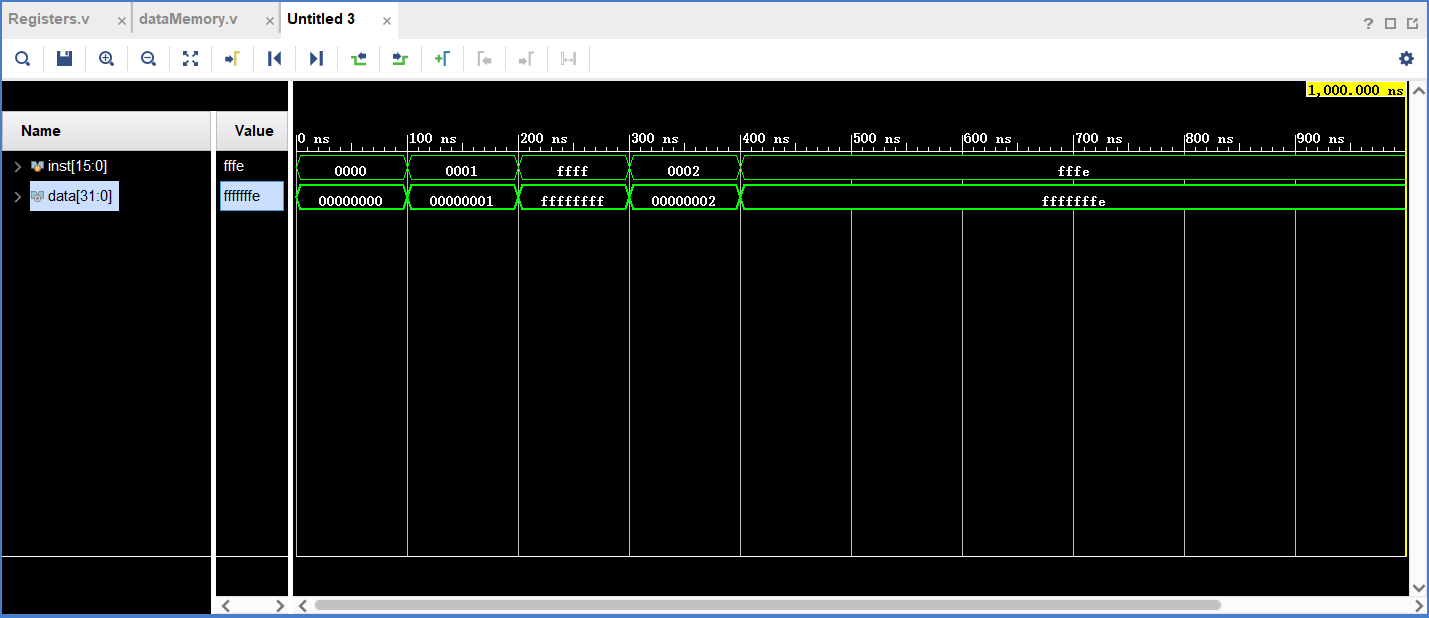 Registers.v × dataMemory.v × Untitled 3 × ?
1,000.000 ns
Name Value 0 ns 100 ns 200 ns 300 ns 400 ns 500 ns 600 ns 700 ns 800 ns 900 ns
inst[15:0] fffe 0000 0001 ffff 0002 fffe
data[31:0] fffffffe 00000000 00000001 ffffffff 00000002 fffffffe